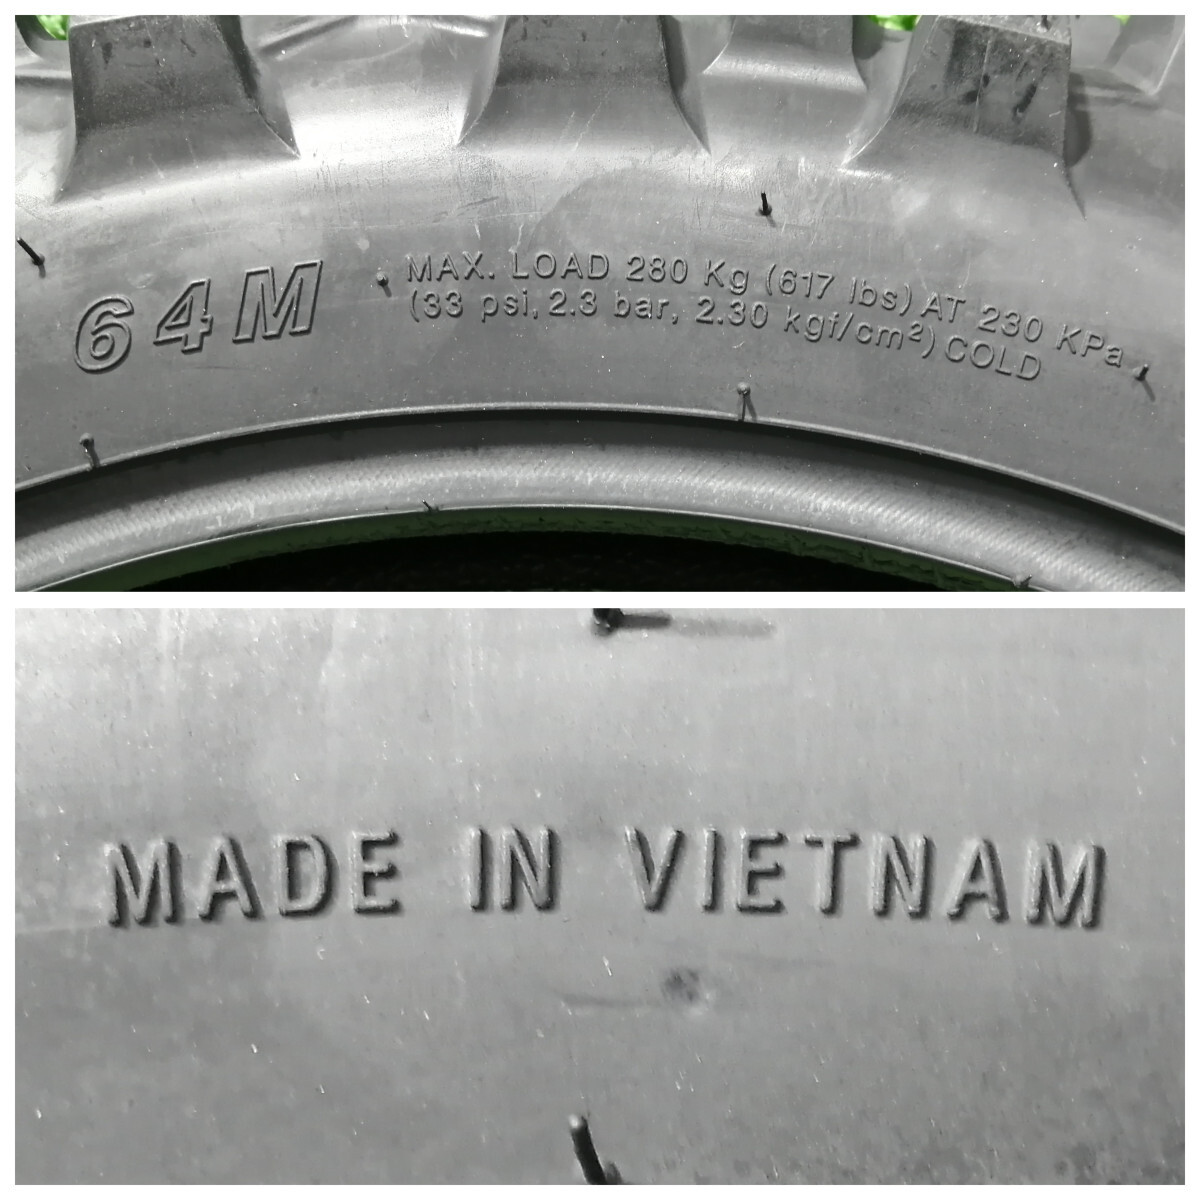 64M
MAX. LOAD 280 Kg (617 lbs) AT 230 KPa
(33 psi, 2.3 bar, 2.30 kgf/cm²) COLD
MADE IN VIETNAM